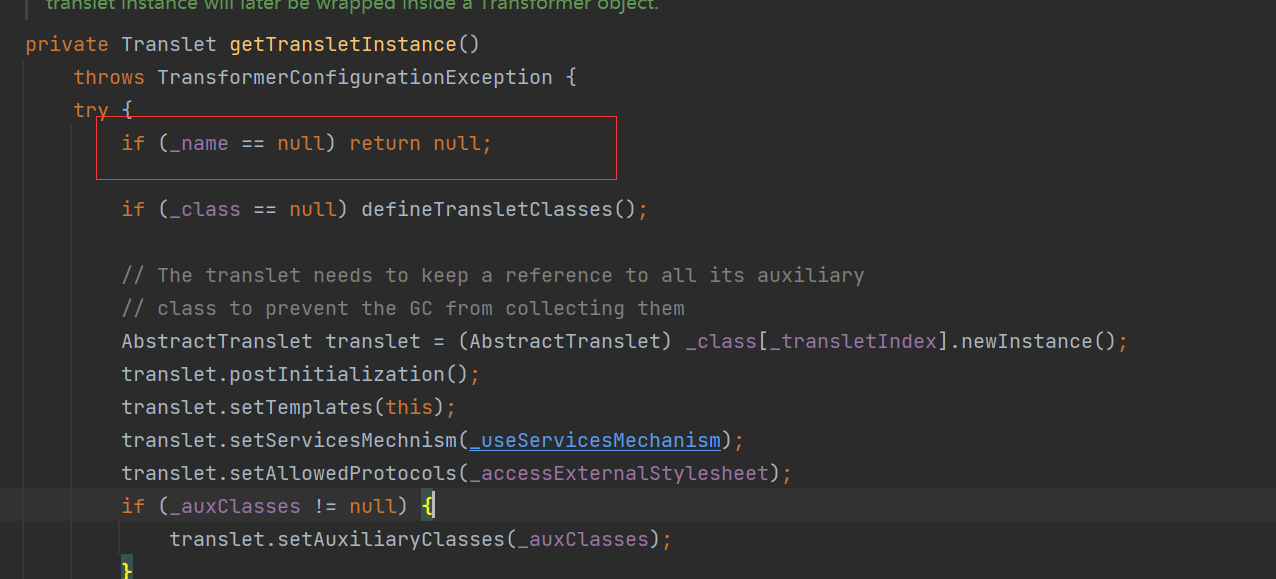 translet instance will later be wrapped inside a Transformer object.
private Translet getTransletInstance()
throws TransformerConfigurationException {
try {
if (_name == null) return null;
if (_class == null) defineTransletClasses();
// The translet needs to keep a reference to all its auxiliary
// class to prevent the GC from collecting them
AbstractTranslet translet = (AbstractTranslet) _class[_transletIndex].newInstance();
translet.postInitialization();
translet.setTemplates(this);
translet.setServicesMechnism(_useServicesMechanism);
translet.setAllowedProtocols(_accessExternalStylesheet);
if (_auxClasses != null) {
translet.setAuxiliaryClasses(_auxClasses);
}